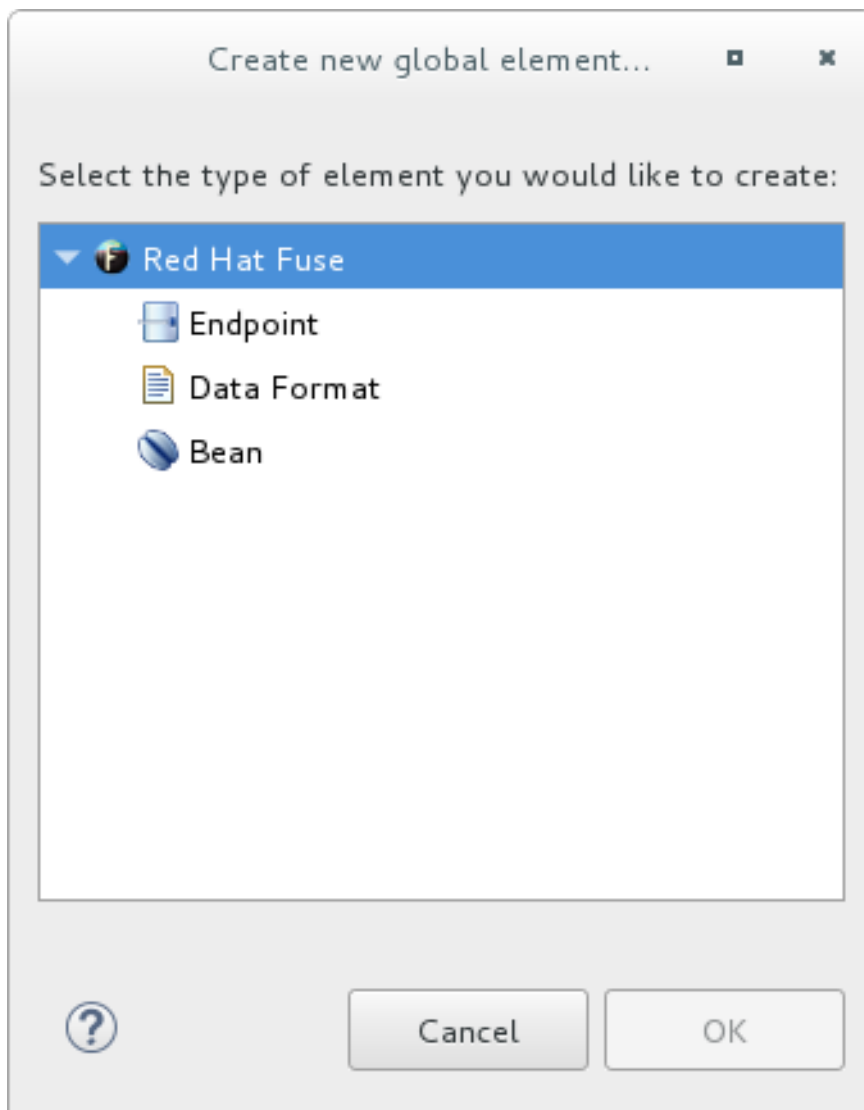 Create new global element...
Select the type of element you would like to create:
Red Hat Fuse
Endpoint
Data Format
Bean
? Cancel OK